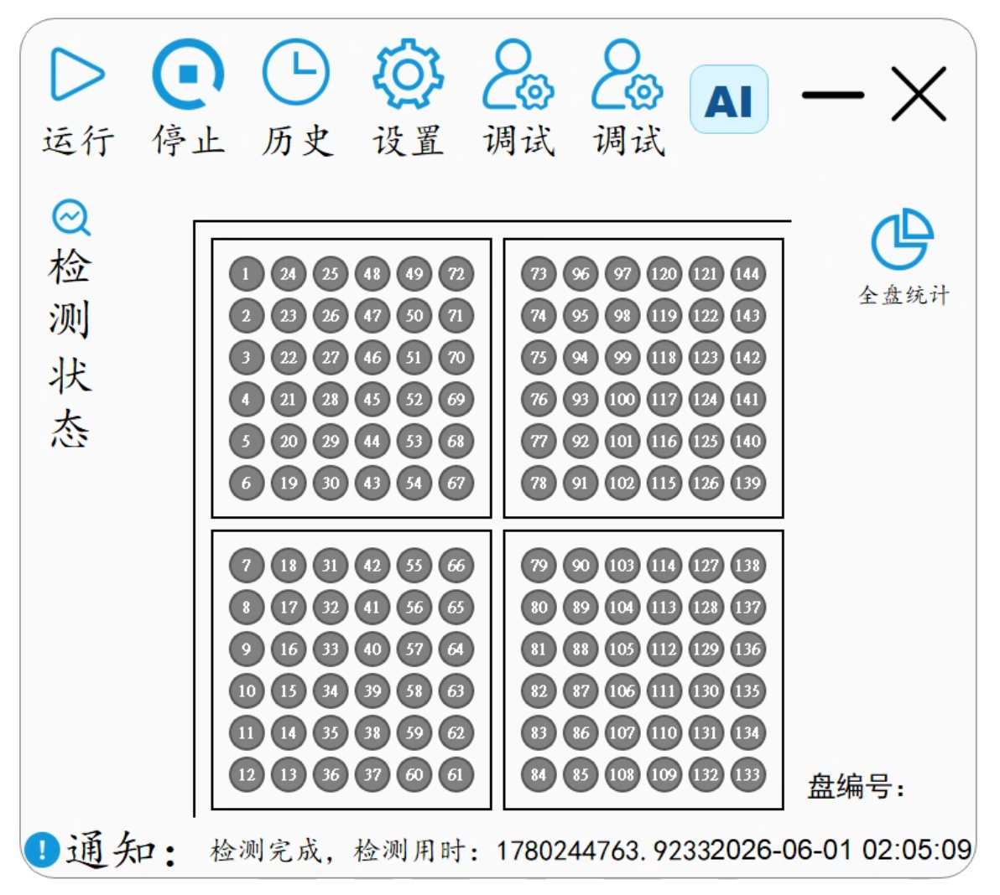 运行 停止 历史 设置 调试 调试 AI
检
测
状
态
全盘统计
1 24 25 48 49 72 73 96 97 120 121 144
2 23 26 47 50 71 74 95 98 119 122 143
3 22 27 46 51 70 75 94 99 118 123 142
4 21 28 45 52 69 76 93 100 117 124 141
5 20 29 44 53 68 77 92 101 116 125 140
6 19 30 43 54 67 78 91 102 115 126 139
7 18 31 42 55 66 79 90 103 114 127 138
8 17 32 41 56 65 80 89 104 113 128 137
9 16 33 40 57 64 81 88 105 112 129 136
10 15 34 39 58 63 82 87 106 111 130 135
11 14 35 38 59 62 83 86 107 110 131 134
12 13 36 37 60 61 84 85 108 109 132 133
盘编号：
! 通知： 检测完成，检测用时：1780244763.92332026-06-01 02:05:09